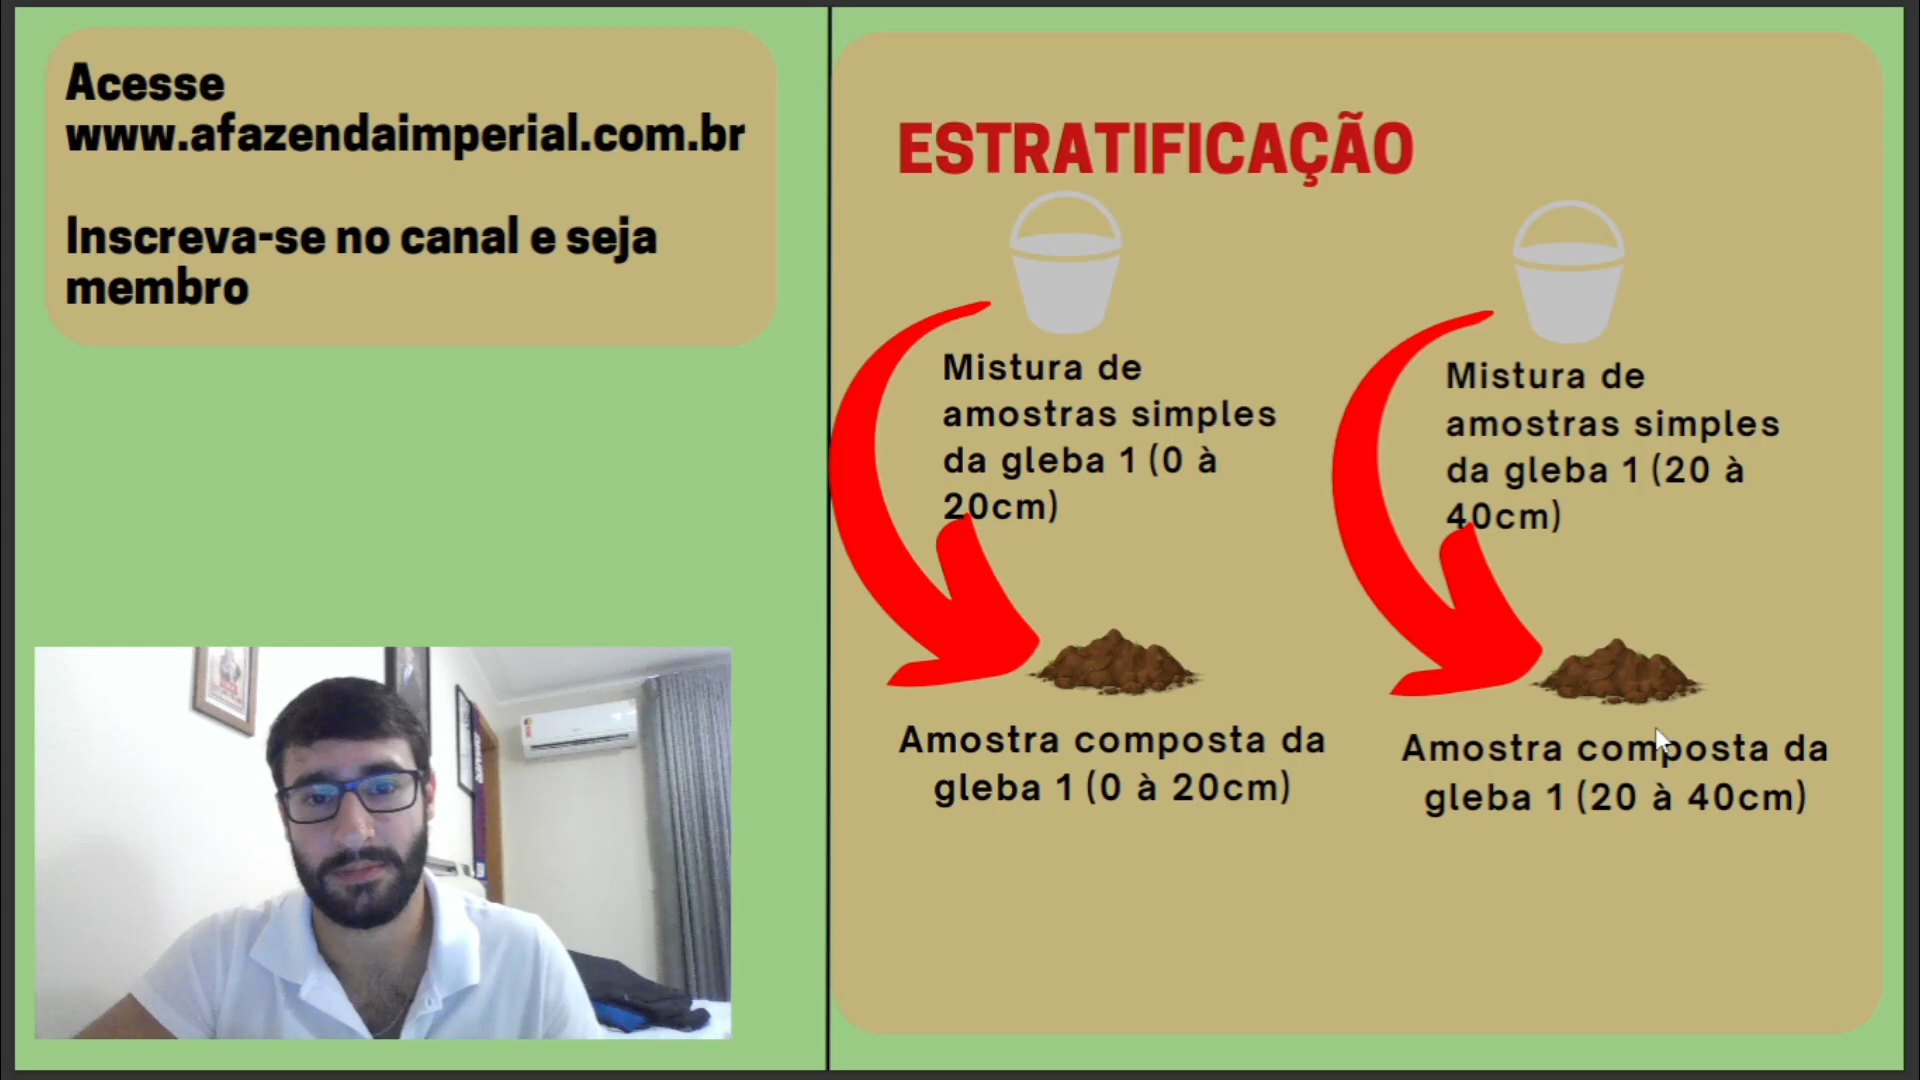 Acesse
www.afazendaimperial.com.br
Inscreva-se no canal e seja
membro
ESTRATIFICAÇÃO
Mistura de
amostras simples
da gleba 1 (0 à
20cm)
Mistura de
amostras simples
da gleba 1 (20 à
40cm)
Amostra composta da
gleba 1 (0 à 20cm)
Amostra composta da
gleba 1 (20 à 40cm)